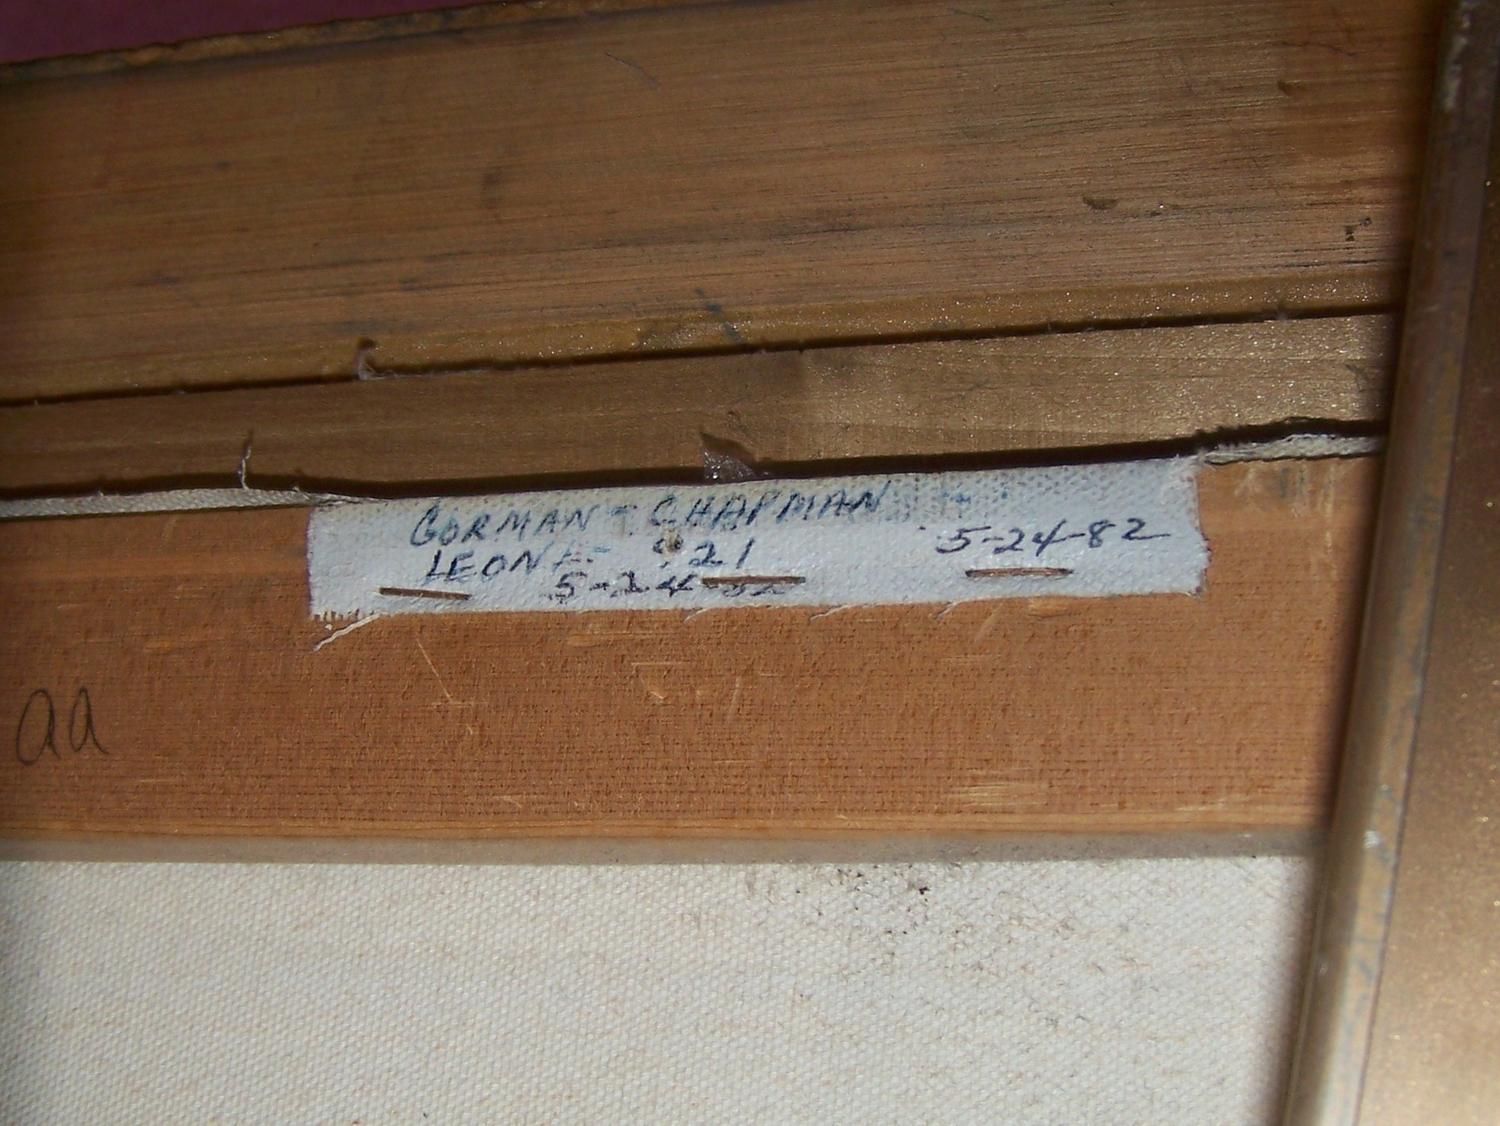 GORMAN - CHAPMAN
LEONA 21 5-24-82
5-24-82
aa